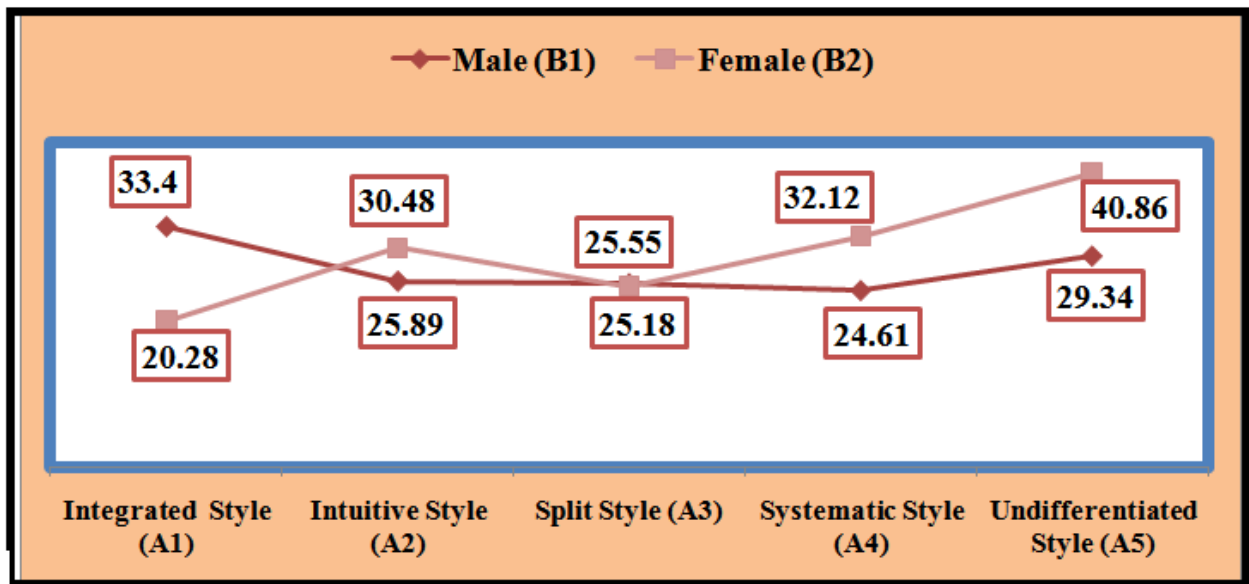 Male (B1) Female (B2)
33.4
30.48
25.55
32.12
40.86
20.28
25.89
25.18
24.61
29.34
Integrated Style
(A1)
Intuitive Style
(A2)
Split Style (A3)
Systematic Style
(A4)
Undifferentiated
Style (A5)